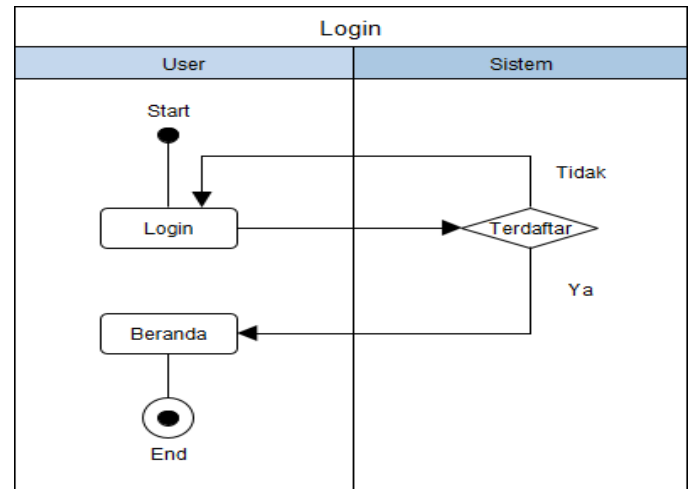 Login
User
Sistem
Start
Tidak
Login
Terdaftar
Ya
Beranda
End